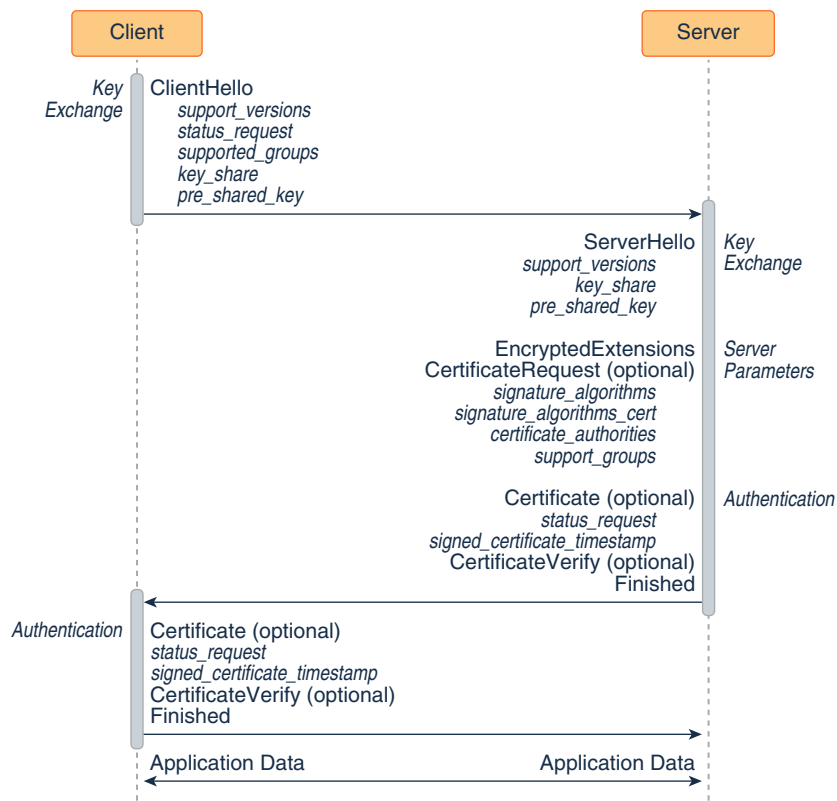 Client
Server
Key
Exchange
ClientHello
support_versions
status_request
supported_groups
key_share
pre_shared_key
ServerHello
support_versions
key_share
pre_shared_key
Key
Exchange
EncryptedExtensions
CertificateRequest (optional)
signature_algorithms
signature_algorithms_cert
certificate_authorities
support_groups
Server
Parameters
Certificate (optional)
status_request
signed_certificate_timestamp
CertificateVerify (optional)
Finished
Authentication
Authentication
Certificate (optional)
status_request
signed_certificate_timestamp
CertificateVerify (optional)
Finished
Application Data
Application Data